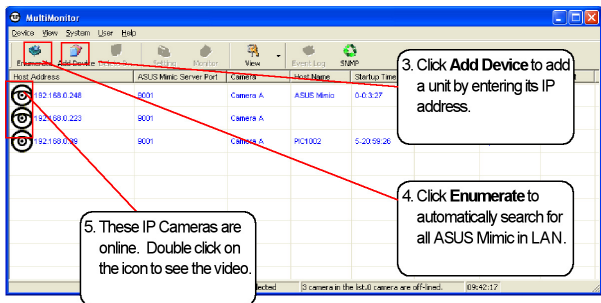 MultiMonitor
Device View System User Help
Enumerate Add Device Setting Monitor View Event Log SNMP
Host Address ASUS Mimic Server Port Camera Host Name Startup Time
192.168.0.248 9001 Camera A ASUS Mimic 0-0:3:27
192.168.0.223 9001 Camera A
192.168.0.99 9001 Camera A PIC1002 5-20:59:26
3. Click Add Device to add
a unit by entering its IP
address.
4. Click Enumerate to
automatically search for
all ASUS Mimic in LAN.
5. These IP Cameras are
online. Double click on
the icon to see the video.
3 camera in the list,0 camera are off-lined. 09:42:17